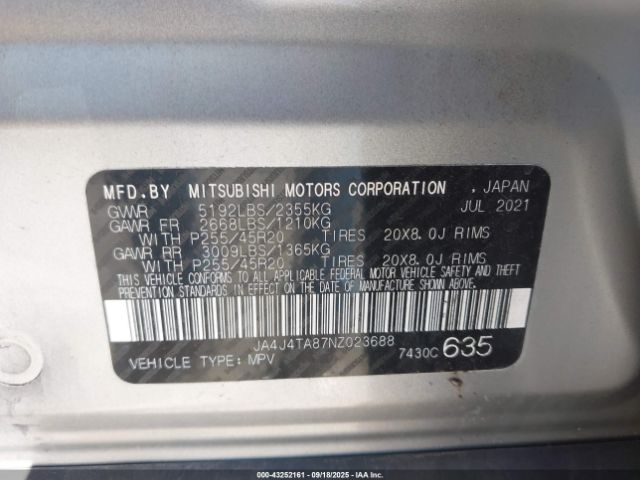 MFD.BY MITSUBISHI MOTORS CORPORATION , JAPAN
GVWR 5192LBS/2355KG JUL 2021
GAWR FR 2668LBS/1210KG
WITH P255/45R20 TIRES 20X8.0J RIMS
GAWR RR 3009LBS/1365KG
WITH P255/45R20 TIRES 20X8.0J RIMS
THIS VEHICLE CONFORMS TO ALL APPLICABLE FEDERAL MOTOR VEHICLE SAFETY AND THEFT
PREVENTION STANDARDS IN EFFECT ON THE DATE OF MANUFACTURE SHOWN ABOVE.
JA4J4TA87NZ023688
VEHICLE TYPE: MPV 7430C 635
000-43252161 - 09/18/2025 - IAAI.com